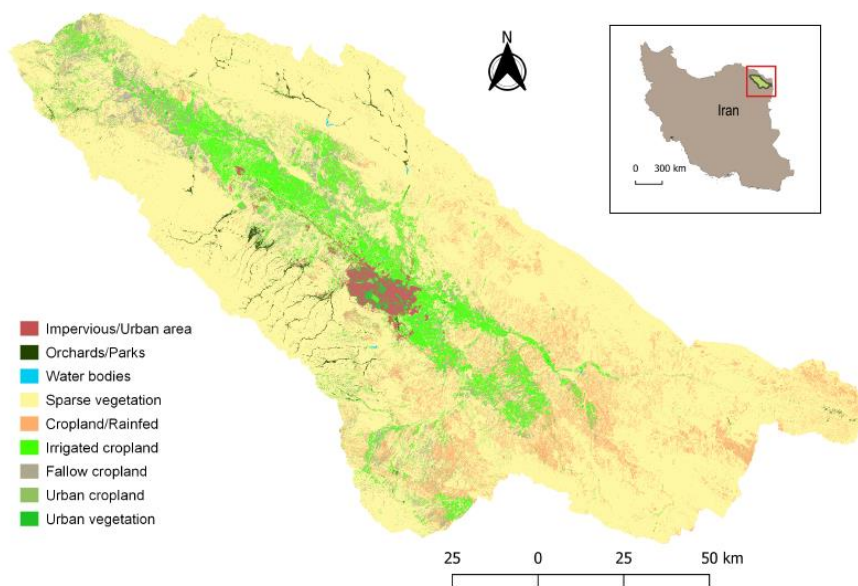 N
Iran
0 300 km
Impervious/Urban area
Orchards/Parks
Water bodies
Sparse vegetation
Cropland/Rainfed
Irrigated cropland
Fallow cropland
Urban cropland
Urban vegetation
25 0 25 50 km